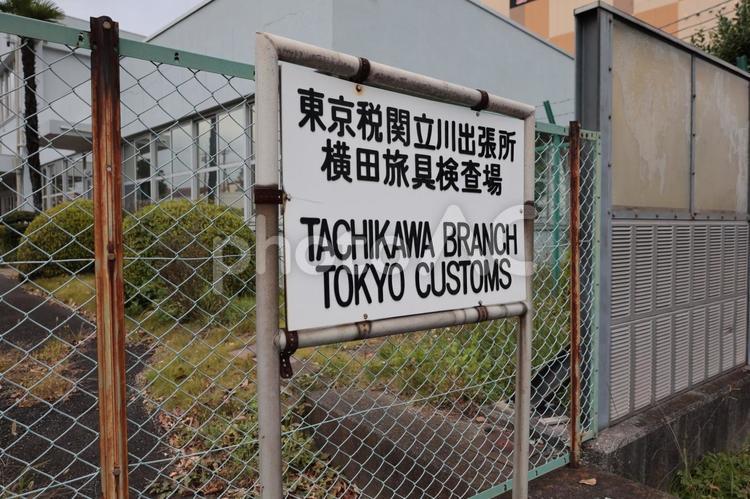 東京税関立川出張所
横田旅具検査場
TACHIKAWA BRANCH
TOKYO CUSTOMS
photoAC